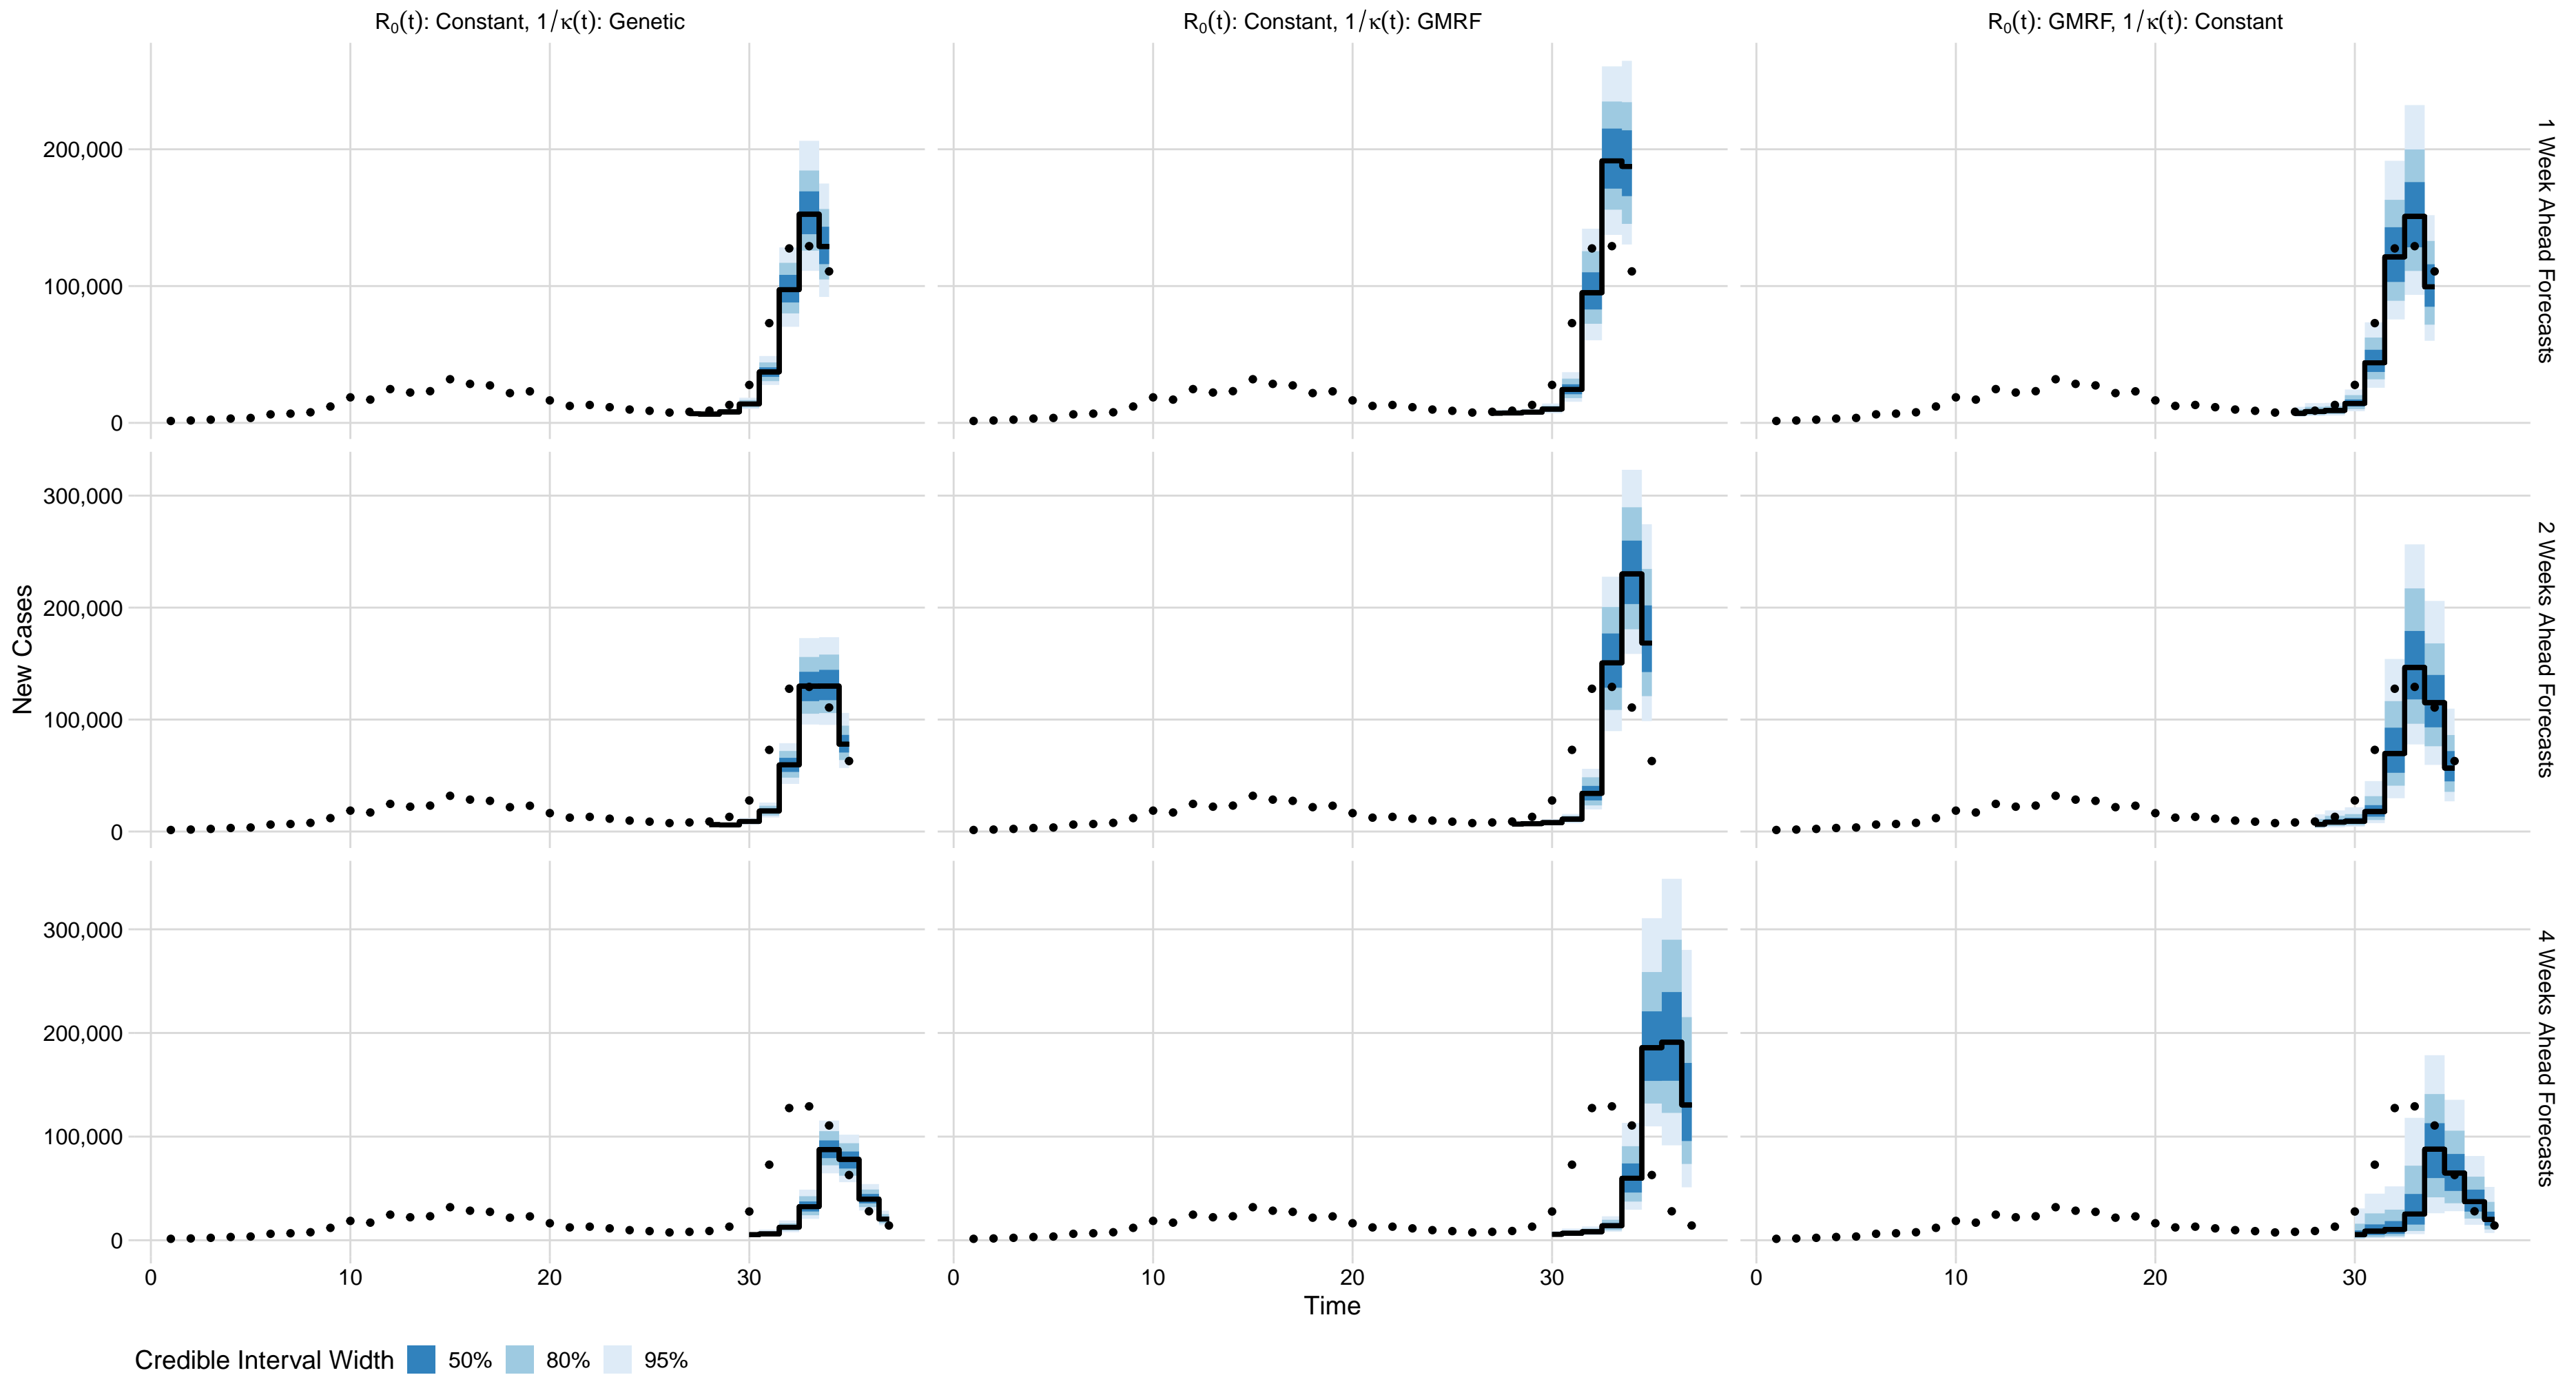 R₀(t): Constant, 1/κ(t): Genetic
R₀(t): Constant, 1/κ(t): GMRF
R₀(t): GMRF, 1/κ(t): Constant
200,000
100,000
0
1 Week Ahead Forecasts
300,000
200,000
100,000
0
2 Weeks Ahead Forecasts
300,000
200,000
100,000
0
4 Weeks Ahead Forecasts
New Cases
0 10 20 30
0 10 20 30
0 10 20 30
Time
Credible Interval Width 50% 80% 95%